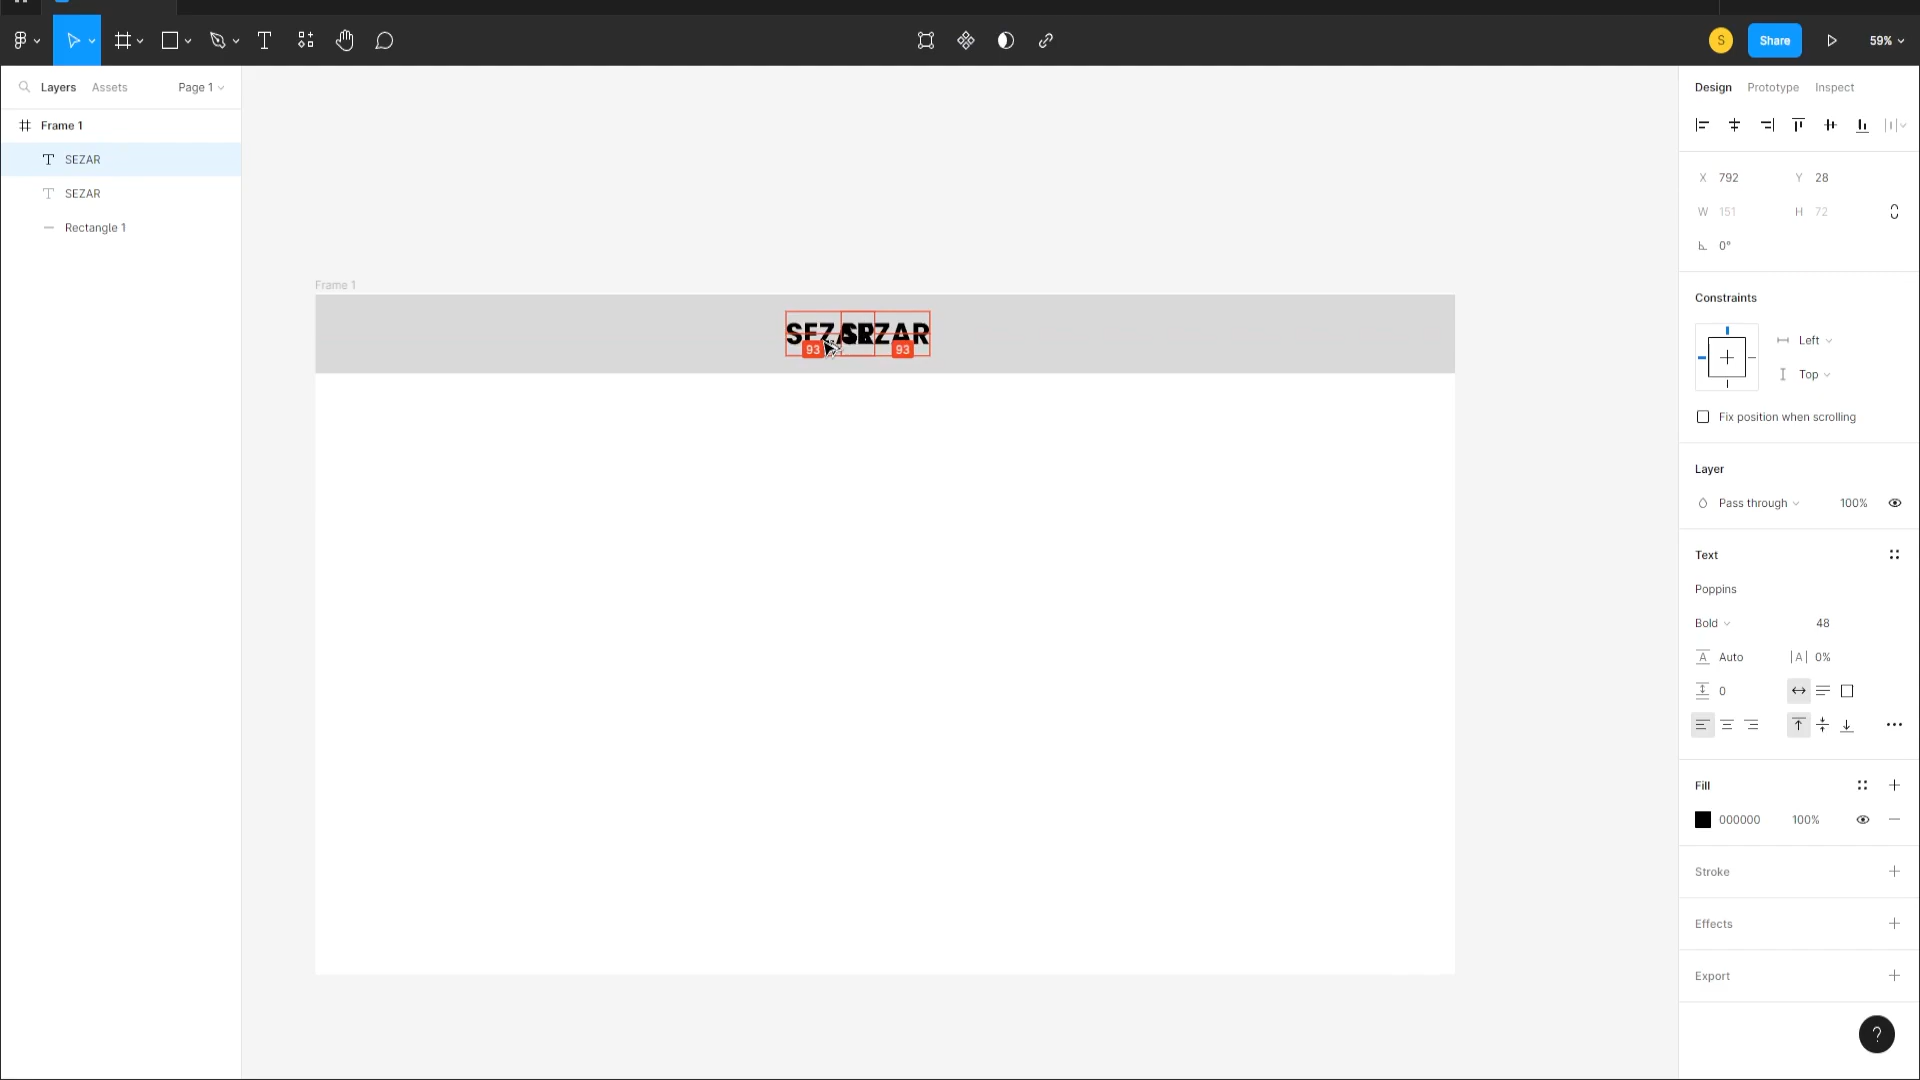 S
Share
59%
Layers
Assets
Page 1
Design
Prototype
Inspect
Frame 1
SEZAR
SEZAR
Rectangle 1
X
792
Y
28
W
151
H
72
0°
Constraints
Left
Top
Fix position when scrolling
Frame 1
SEZAR
SEZAR
93
93
Layer
Pass through
100%
Text
Poppins
Bold
48
A
Auto
|A|
0%
0
Fill
000000
100%
Stroke
Effects
Export
?